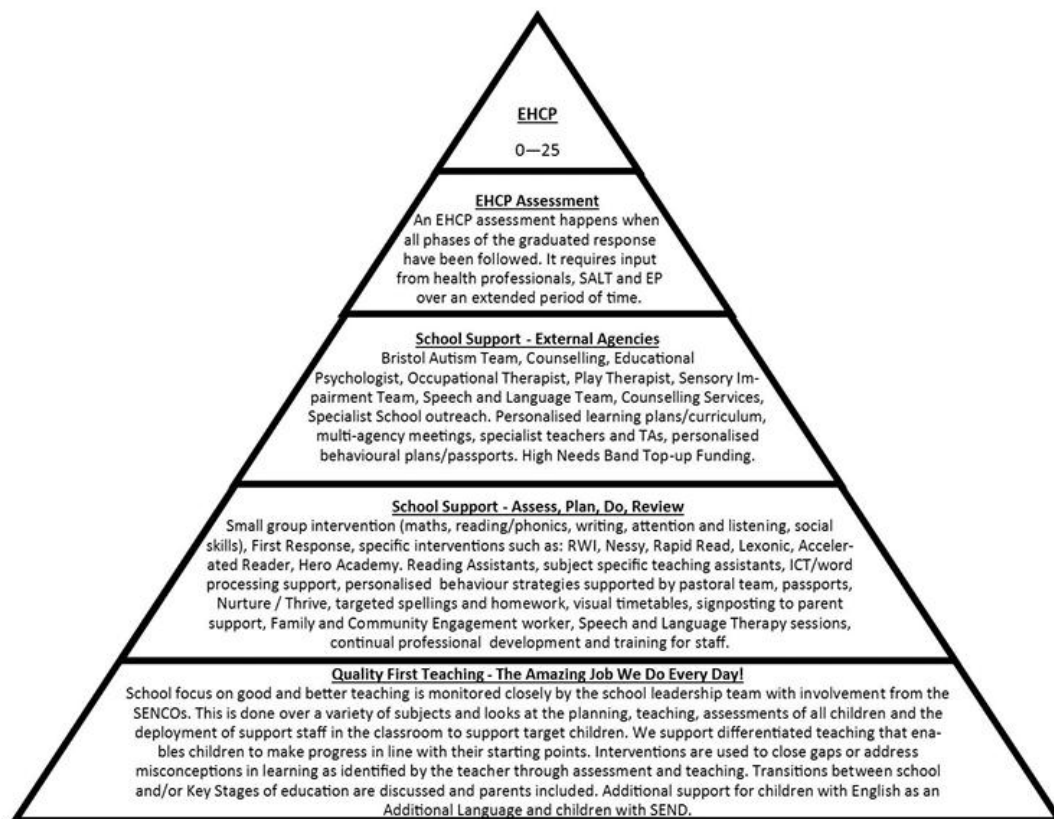 EHCP
0—25
EHCP Assessment
An EHCP assessment happens when
all phases of the graduated response
have been followed. It requires input
from health professionals, SALT and EP
over an extended period of time.
School Support - External Agencies
Bristol Autism Team, Counselling, Educational
Psychologist, Occupational Therapist, Play Therapist, Sensory Im-
pairment Team, Speech and Language Team, Counselling Services,
Specialist School outreach. Personalised learning plans/curriculum,
multi-agency meetings, specialist teachers and TAs, personalised
behavioural plans/passports. High Needs Band Top-up Funding.
School Support - Assess, Plan, Do, Review
Small group intervention (maths, reading/phonics, writing, attention and listening, social
skills), First Response, specific interventions such as: RWI, Nessy, Rapid Read, Lexonic, Acceler-
ated Reader, Hero Academy. Reading Assistants, subject specific teaching assistants, ICT/word
processing support, personalised behaviour strategies supported by pastoral team, passports,
Nurture / Thrive, targeted spellings and homework, visual timetables, signposting to parent
support, Family and Community Engagement worker, Speech and Language Therapy sessions,
continual professional development and training for staff.
Quality First Teaching - The Amazing Job We Do Every Day!
School focus on good and better teaching is monitored closely by the school leadership team with involvement from the
SENCOs. This is done over a variety of subjects and looks at the planning, teaching, assessments of all children and the
deployment of support staff in the classroom to support target children. We support differentiated teaching that ena-
bles children to make progress in line with their starting points. Interventions are used to close gaps or address
misconceptions in learning as identified by the teacher through assessment and teaching. Transitions between school
and/or Key Stages of education are discussed and parents included. Additional support for children with English as an
Additional Language and children with SEND.